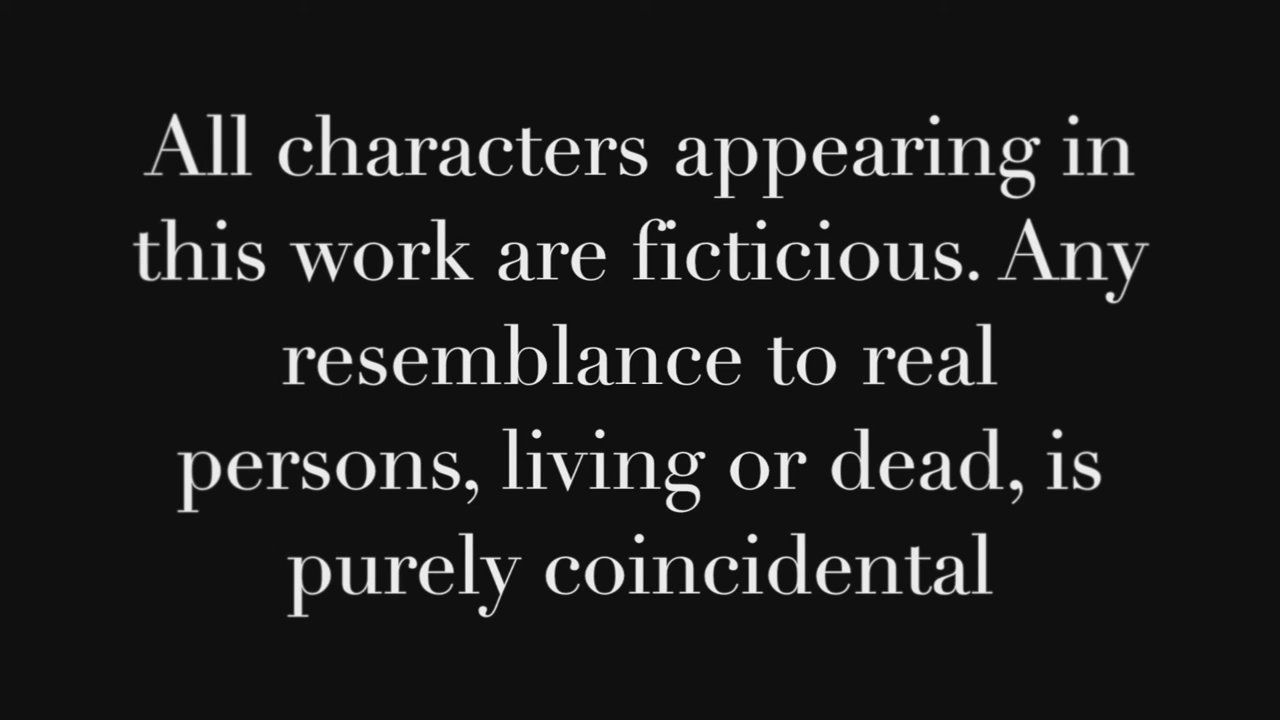 All characters appearing in
this work are ficticious. Any
resemblance to real
persons, living or dead, is
purely coincidental